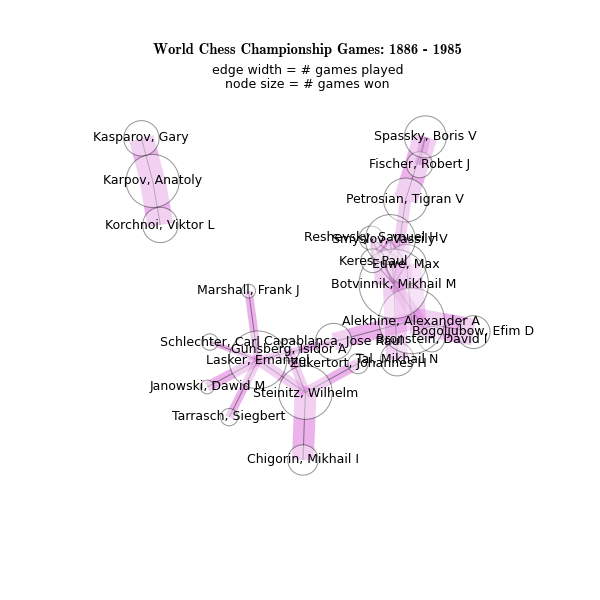 World Chess Championship Games: 1886 - 1985
edge width = # games played
node size = # games won
Kasparov, Gary
Spassky, Boris V
Fischer, Robert J
Karpov, Anatoly
Petrosian, Tigran V
Korchnoi, Viktor L
Reshevsky, Samuel H
Smyslov, Vassily V
Keres, Paul
Euwe, Max
Botvinnik, Mikhail M
Marshall, Frank J
Alekhine, Alexander A
Bogoljubow, Efim D
Bronstein, David I
Schlechter, Carl
Capablanca, Jose Raul
Gunsberg, Isidor A
Lasker, Emanuel
Tal, Mikhail N
Zukertort, Johannes H
Janowski, Dawid M
Steinitz, Wilhelm
Tarrasch, Siegbert
Chigorin, Mikhail I